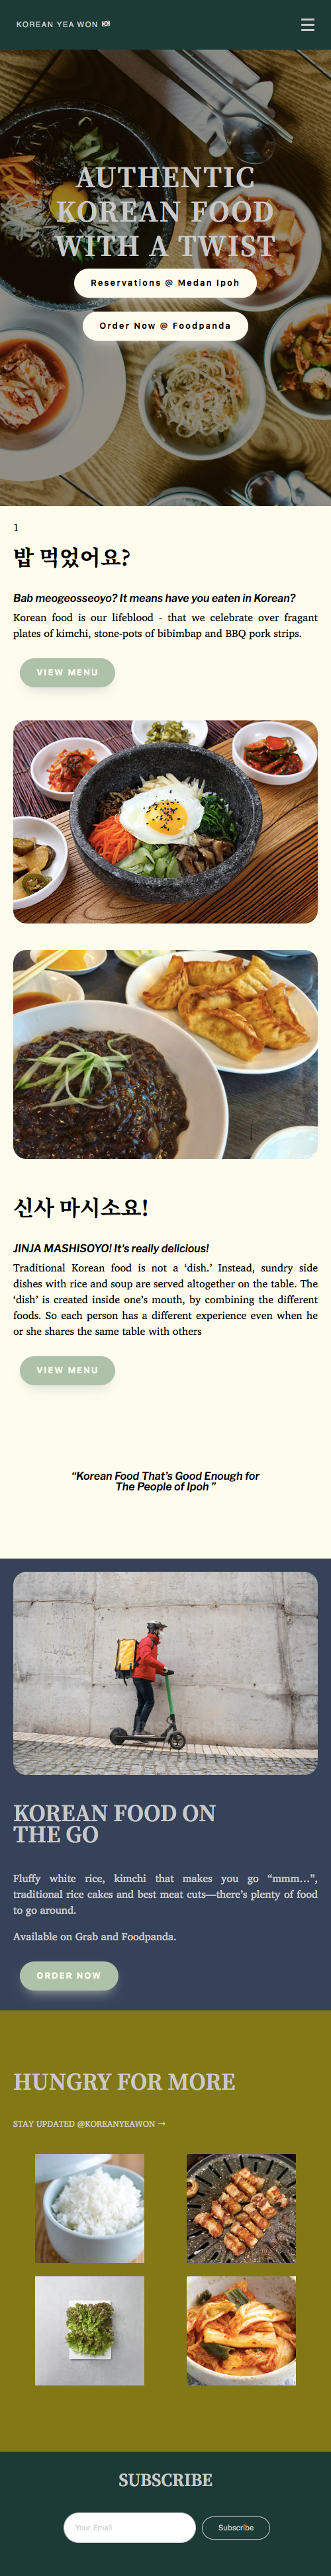 KOREAN YEA WON
AUTHENTIC
KOREAN FOOD
WITH A TWIST
Reservations @ Medan Ipoh
Order Now @ Foodpanda
1
밥 먹었어요?
Bab meogeosseoyo? It means have you eaten in Korean?
Korean food is our lifeblood - that we celebrate over fragant
plates of kimchi, stone-pots of bibimbap and BBQ pork strips.
VIEW MENU
신사 마시소요!
JINJA MASHISOYO! It's really delicious!
Traditional Korean food is not a ‘dish.’ Instead, sundry side
dishes with rice and soup are served altogether on the table. The
‘dish’ is created inside one’s mouth, by combining the different
foods. So each person has a different experience even when he
or she shares the same table with others
VIEW MENU
“Korean Food That's Good Enough for
The People of Ipoh ”
KOREAN FOOD ON
THE GO
Fluffy white rice, kimchi that makes you go “mmm…”,
traditional rice cakes and best meat cuts—there’s plenty of food
to go around.
Available on Grab and Foodpanda.
ORDER NOW
HUNGRY FOR MORE
STAY UPDATED @KOREANYEAWON →
SUBSCRIBE
Your Email
Subscribe